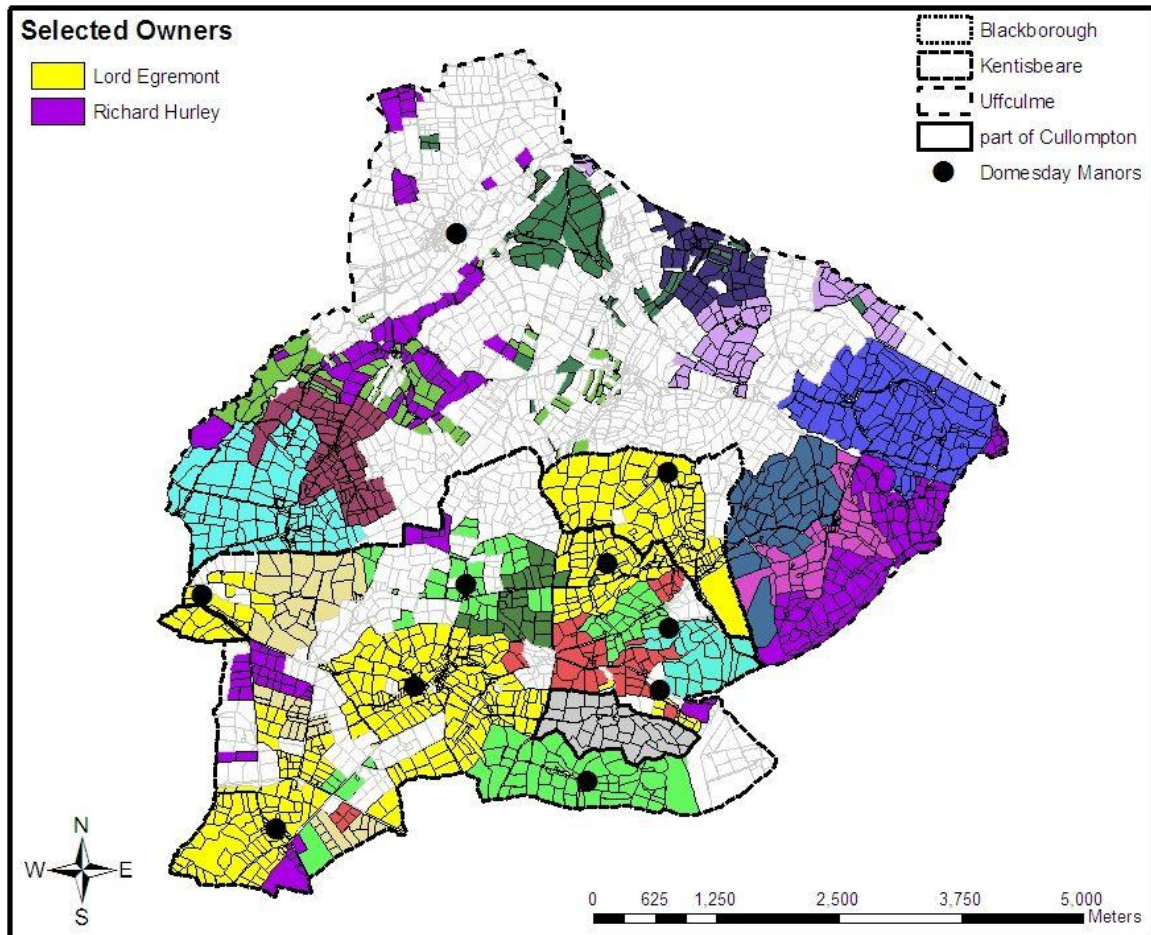 Selected Owners
Lord Egremont
Richard Hurley
Blackborough
Kentisbeare
Uffculme
part of Cullompton
Domesday Manors
N
W E
S
0 625 1,250 2,500 3,750 5,000
Meters